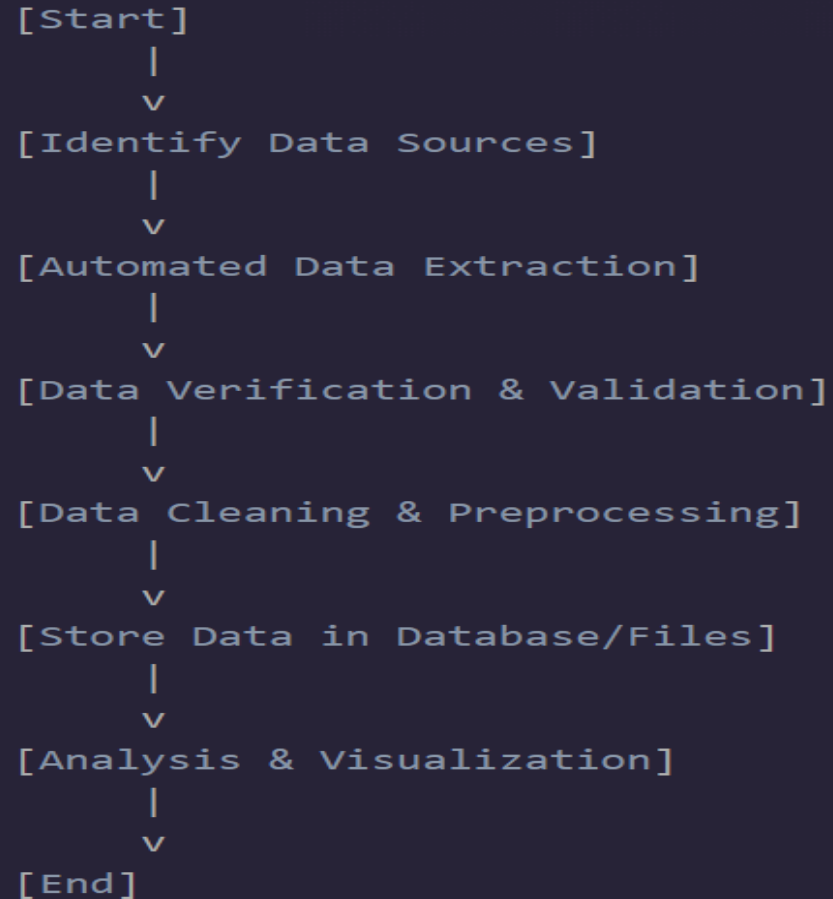 [Start]
|
v
[Identify Data Sources]
|
v
[Automated Data Extraction]
|
v
[Data Verification & Validation]
|
v
[Data Cleaning & Preprocessing]
|
v
[Store Data in Database/Files]
|
v
[Analysis & Visualization]
|
v
[End]